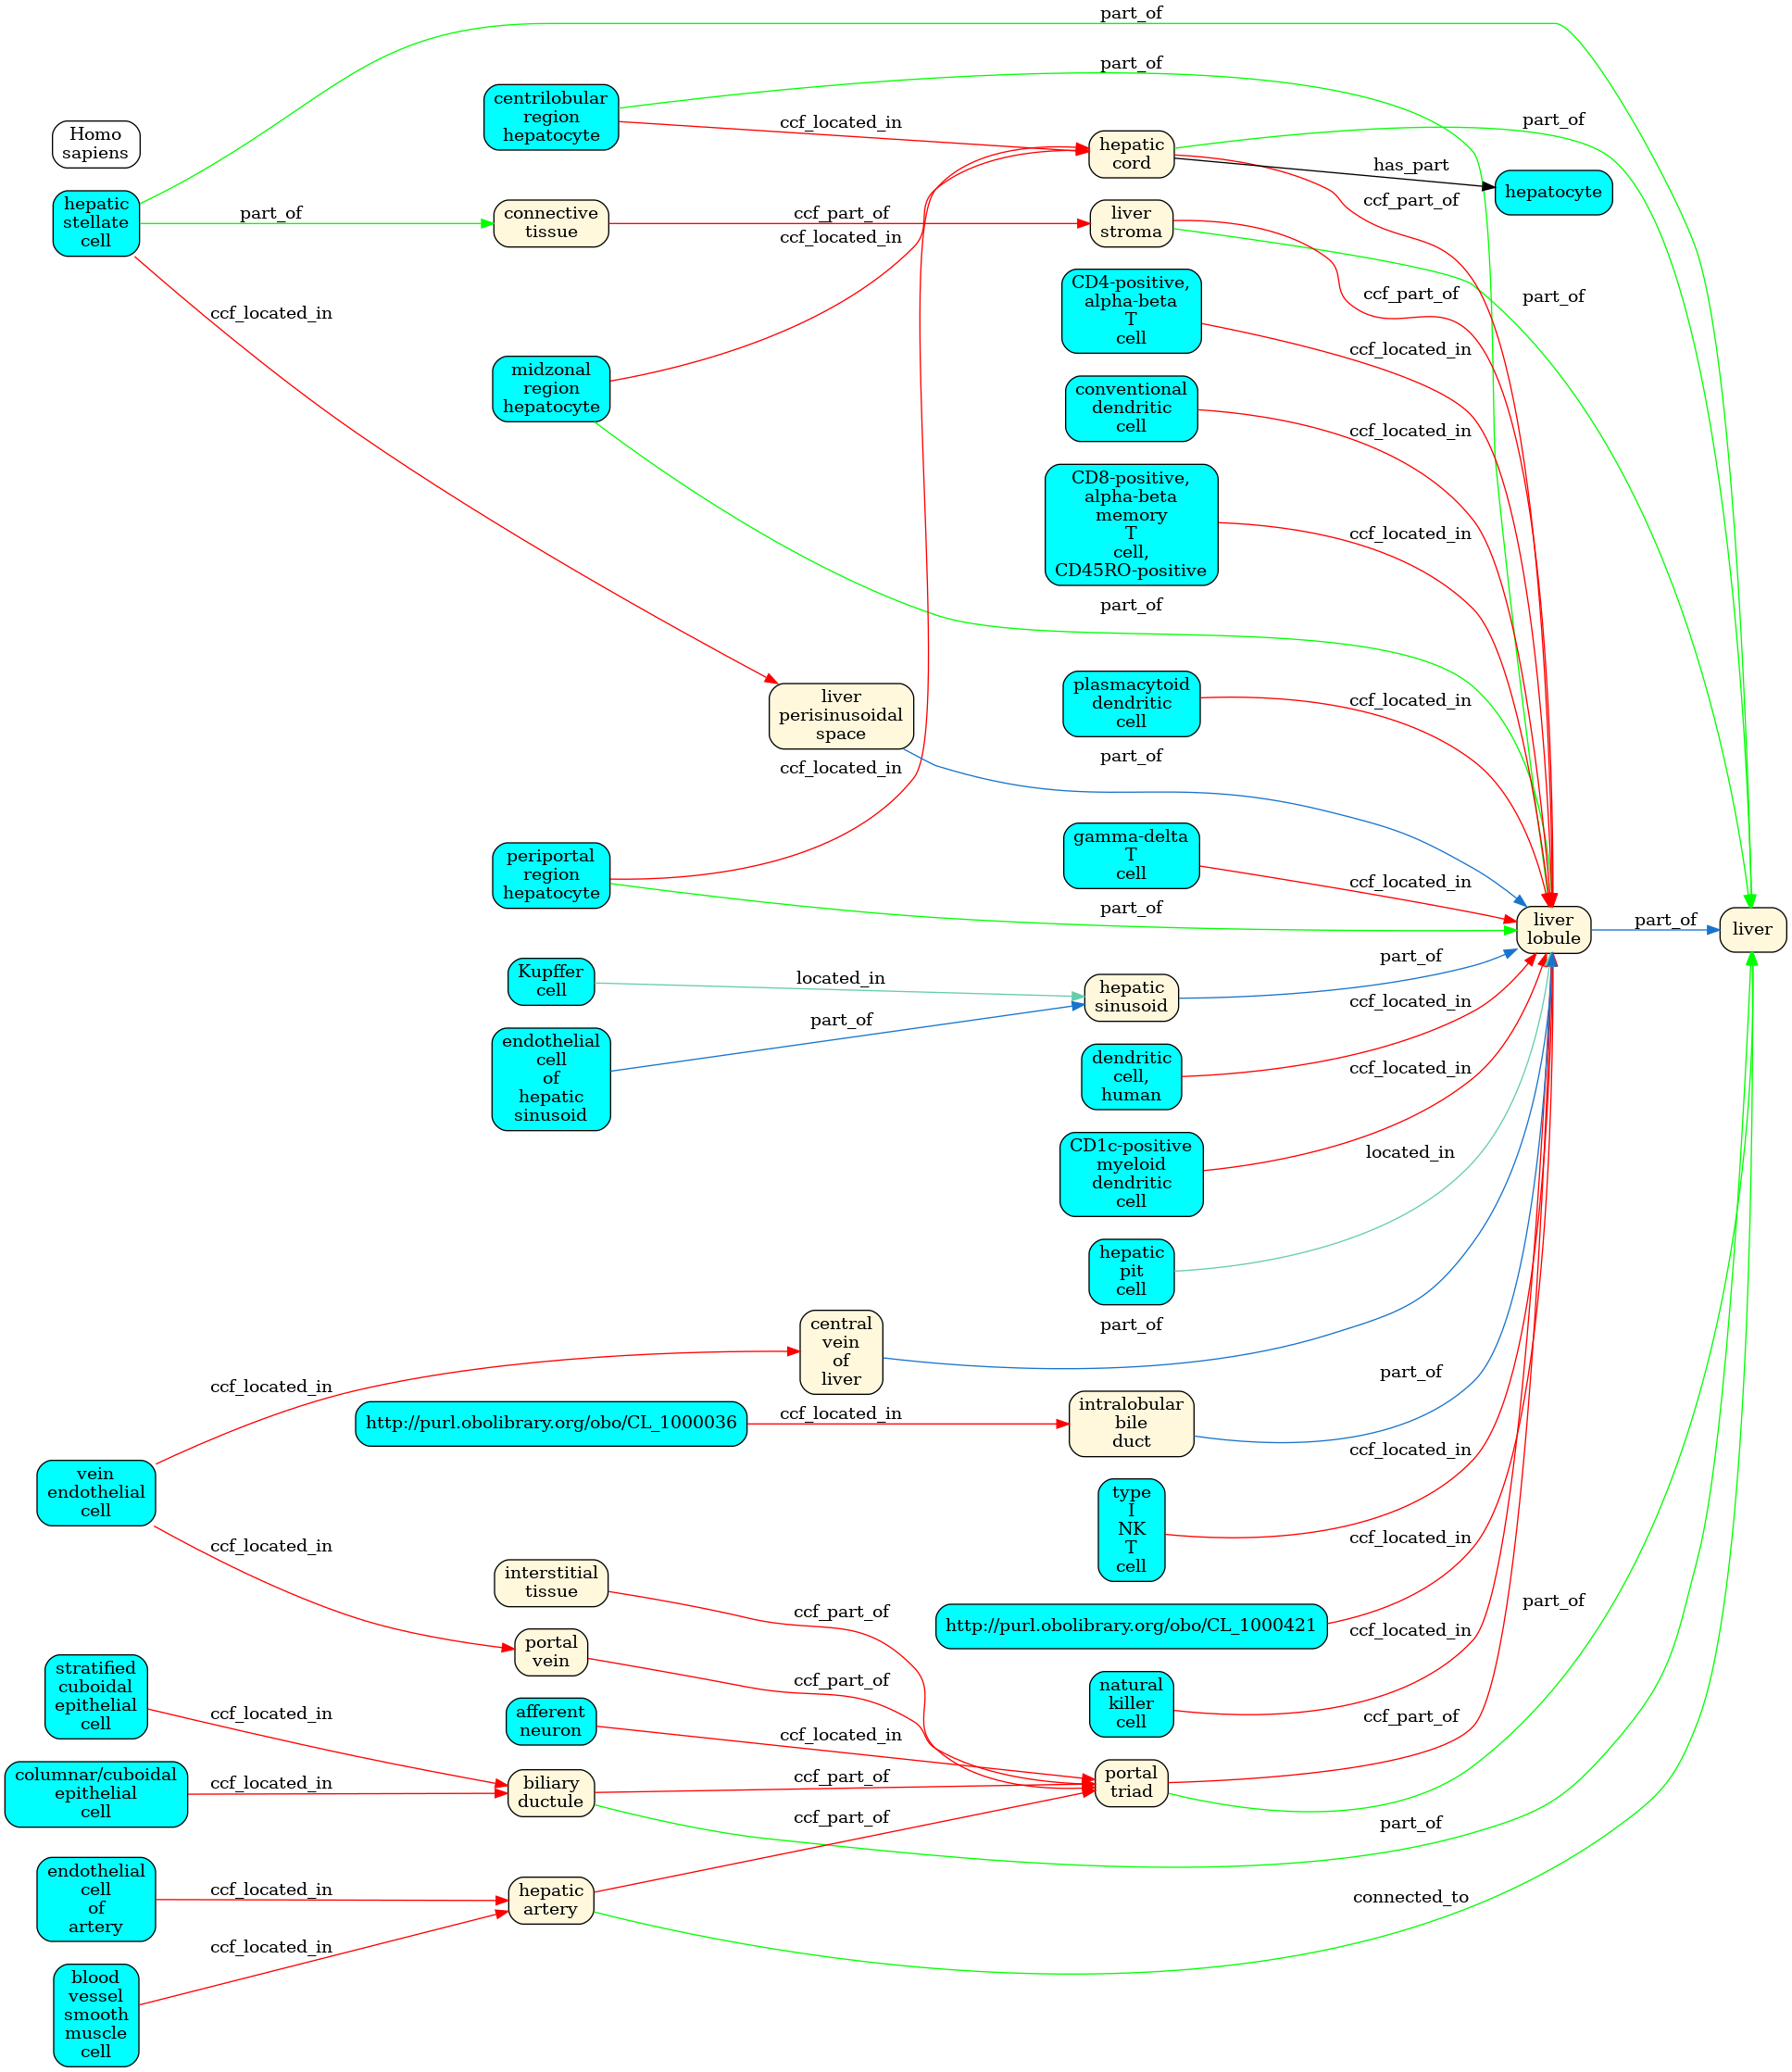 part_of
part_of
centrilobular
region
hepatocyte
ccf_located_in
part_of
Homo
sapiens
hepatic
cord
has_part
hepatocyte
hepatic
stellate
cell
part_of
connective
tissue
ccf_part_of
liver
stroma
ccf_part_of
ccf_located_in
CD4-positive,
alpha-beta
T
cell
ccf_part_of
part_of
ccf_located_in
ccf_located_in
midzonal
region
hepatocyte
conventional
dendritic
cell
ccf_located_in
CD8-positive,
alpha-beta
memory
T
cell,
CD45RO-positive
ccf_located_in
part_of
liver
perisinusoidal
space
plasmacytoid
dendritic
cell
ccf_located_in
part_of
ccf_located_in
periportal
region
hepatocyte
gamma-delta
T
cell
ccf_located_in
part_of
liver
lobule
part_of
liver
Kupffer
cell
located_in
hepatic
sinusoid
part_of
endothelial
cell
of
hepatic
sinusoid
part_of
dendritic
cell,
human
ccf_located_in
CD1c-positive
myeloid
dendritic
cell
ccf_located_in
hepatic
pit
cell
located_in
central
vein
of
liver
part_of
ccf_located_in
http://purl.obolibrary.org/obo/CL_1000036
ccf_located_in
intralobular
bile
duct
part_of
vein
endothelial
cell
ccf_located_in
type
I
NK
T
cell
ccf_located_in
interstitial
tissue
ccf_part_of
http://purl.obolibrary.org/obo/CL_1000421
ccf_located_in
portal
vein
ccf_part_of
natural
killer
cell
ccf_located_in
part_of
stratified
cuboidal
epithelial
cell
ccf_located_in
afferent
neuron
ccf_located_in
ccf_part_of
columnar/cuboidal
epithelial
cell
ccf_located_in
biliary
ductule
ccf_part_of
portal
triad
part_of
endothelial
cell
of
artery
ccf_located_in
hepatic
artery
ccf_part_of
connected_to
blood
vessel
smooth
muscle
cell
ccf_located_in